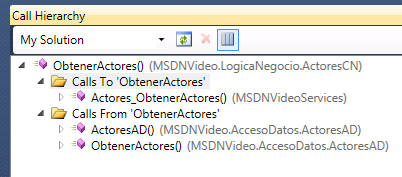 Call Hierarchy
My Solution
ObtenerActores() (MSDNVideo.LogicaNegocio.ActoresCN)
Calls To 'ObtenerActores'
Actores_ObtenerActores() (MSDNVideoServices)
Calls From 'ObtenerActores'
ActoresAD() (MSDNVideo.AccesoDatos.ActoresAD)
ObtenerActores() (MSDNVideo.AccesoDatos.ActoresAD)